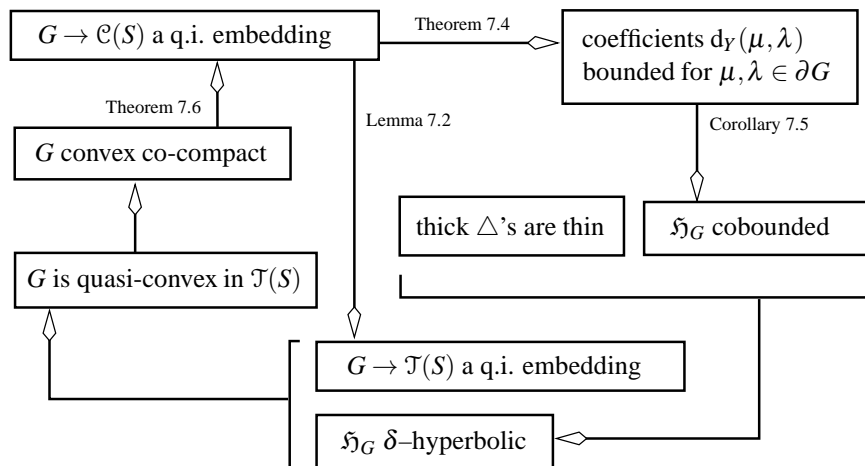 G → 𝒞(S) a q.i. embedding
Theorem 7.4
coefficients d_Y(μ, λ)
bounded for μ, λ ∈ ∂G
Theorem 7.6
Lemma 7.2
Corollary 7.5
G convex co-compact
thick △'s are thin
ℌ_G cobounded
G is quasi-convex in 𝒯(S)
G → 𝒯(S) a q.i. embedding
ℌ_G δ–hyperbolic